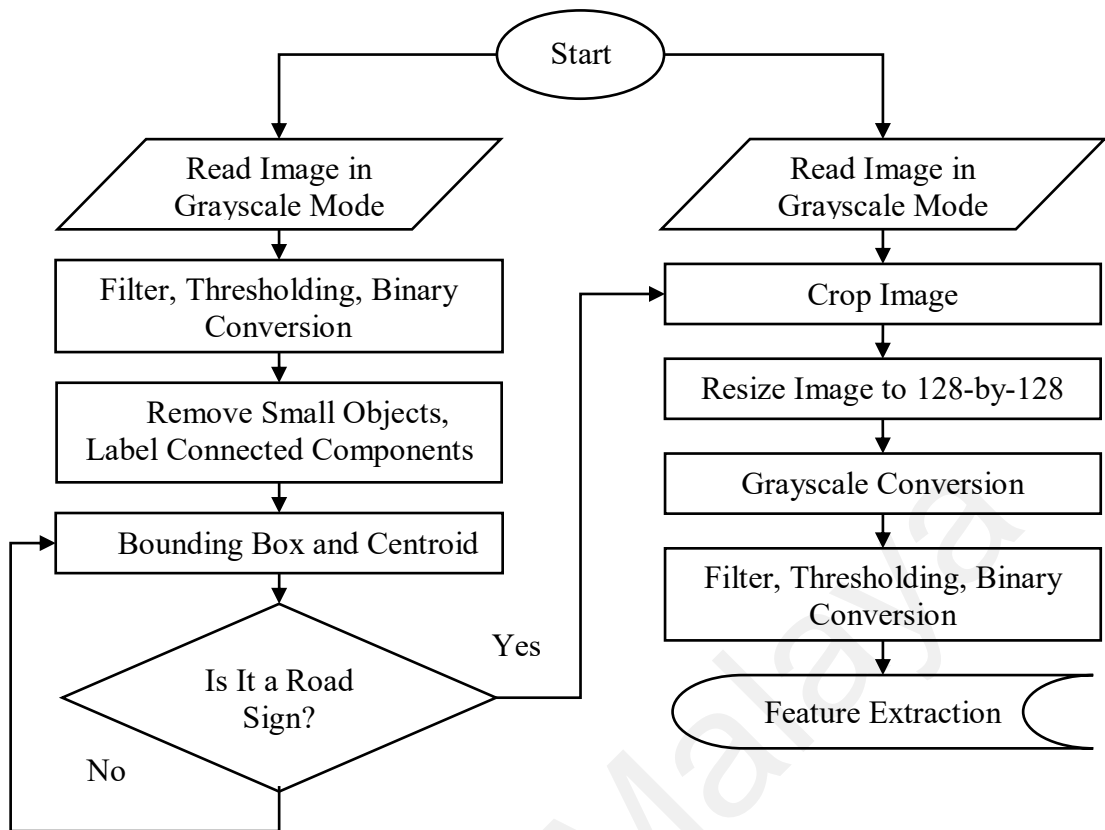 Start
Read Image in
Grayscale Mode
Filter, Thresholding, Binary
Conversion
Remove Small Objects,
Label Connected Components
Bounding Box and Centroid
Is It a Road
Sign?
Yes
No
Read Image in
Grayscale Mode
Crop Image
Resize Image to 128-by-128
Grayscale Conversion
Filter, Thresholding, Binary
Conversion
Feature Extraction
Malaya